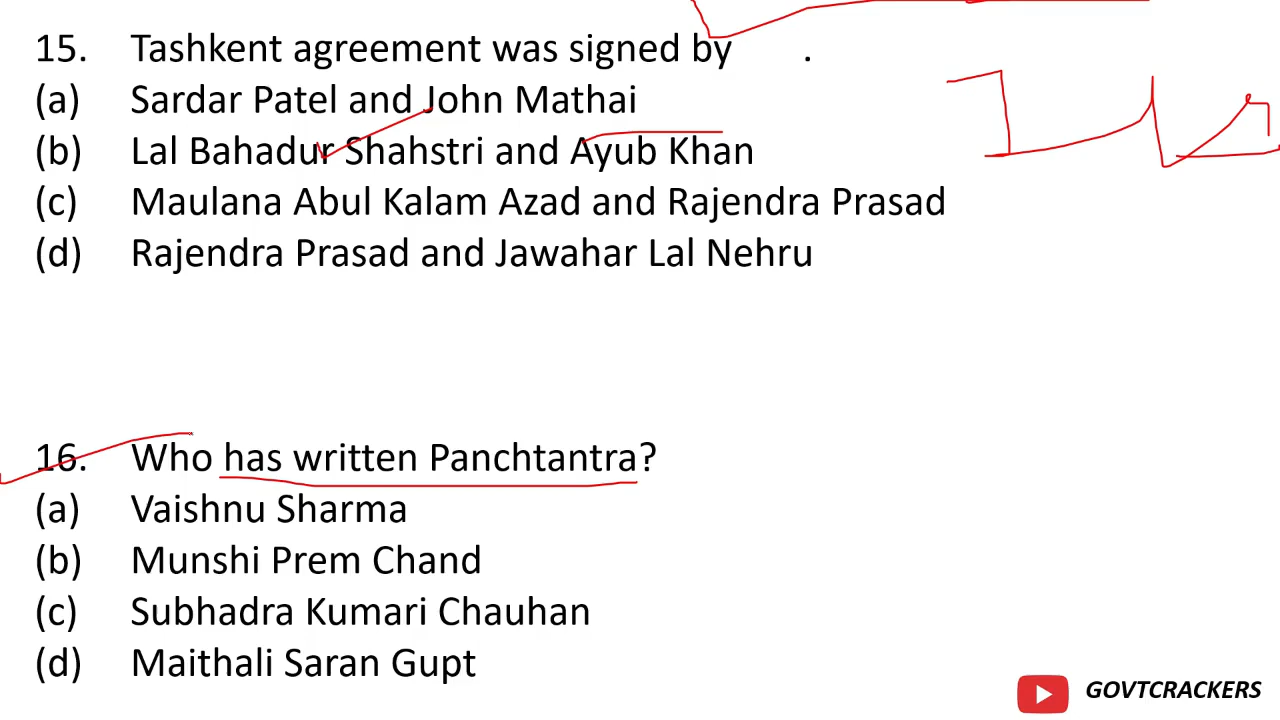 15. Tashkent agreement was signed by .
(a) Sardar Patel and John Mathai
(b) Lal Bahadur Shahstri and Ayub Khan
(c) Maulana Abul Kalam Azad and Rajendra Prasad
(d) Rajendra Prasad and Jawahar Lal Nehru
16. Who has written Panchtantra?
(a) Vaishnu Sharma
(b) Munshi Prem Chand
(c) Subhadra Kumari Chauhan
(d) Maithali Saran Gupt
GOVTCRACKERS